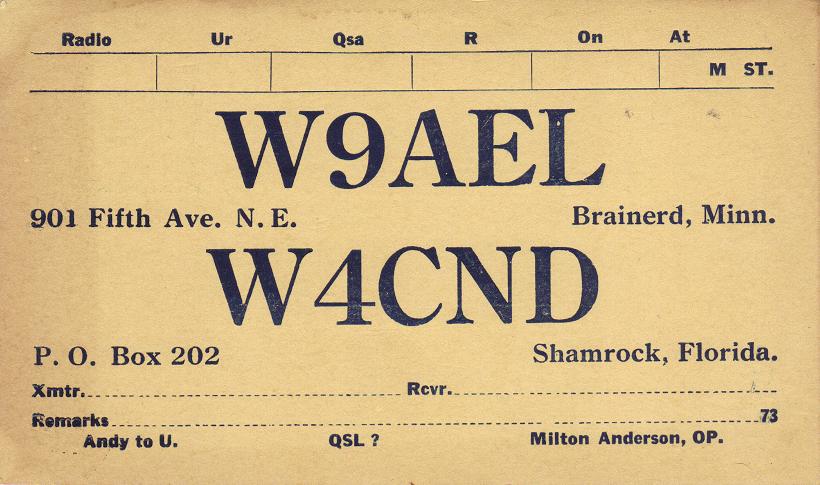 Radio Ur Qsa R On At
M ST.
W9AEL
901 Fifth Ave. N. E. Brainerd, Minn.
W4CND
P. O. Box 202 Shamrock, Florida.
Xmtr. Rcvr.
Remarks 73
Andy to U. QSL ? Milton Anderson, OP.